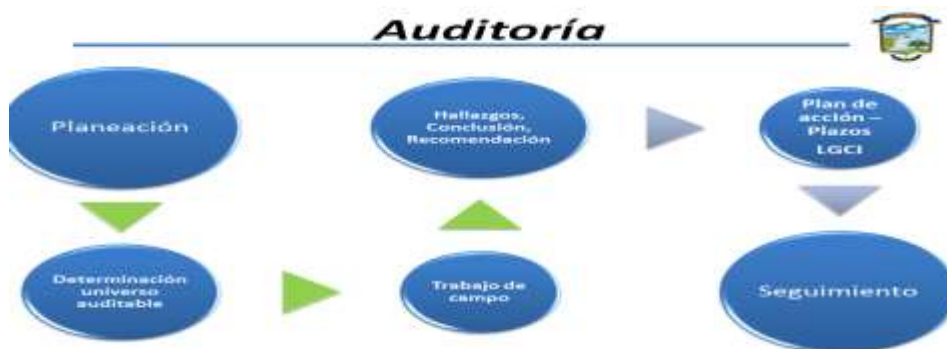 Auditoría
Planeación
Determinación
universo
auditable
Trabajo de
campo
Hallazgos,
Conclusión,
Recomendación
Plan de
acción –
Plazos
LGCI
Seguimiento